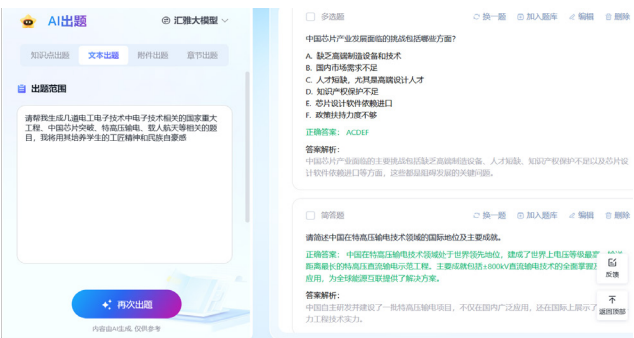 AI出题
汇雅大模型
知识点出题 文本出题 附件出题 章节出题
出题范围
请帮我生成几道电工电子技术中电子技术相关的国家重大
工程、中国芯片突破、特高压输电、载人航天等相关的题
目，我将用其培养学生的工匠精神和民族自豪感
再次出题
内容由AI生成, 仅供参考
多选题 换一题 加入题库 编辑 删除
中国芯片产业发展面临的挑战包括哪些方面?
A. 缺乏高端制造设备和技术
B. 国内市场需求不足
C. 人才短缺，尤其是高端设计人才
D. 知识产权保护不足
E. 芯片设计软件依赖进口
F. 政策扶持力度不够
正确答案： ACDEF
答案解析：
中国芯片产业面临的主要挑战包括缺乏高端制造设备、人才短缺、知识产权保护不足以及芯片设
计软件依赖进口等方面，这些都是阻碍发展的关键问题。
简答题 换一题 加入题库 编辑 删除
请简述中国在特高压输电技术领域的国际地位及主要成就。
正确答案： 中国在特高压输电技术领域处于世界领先地位，建成了世界上电压等级最高
距离最长的特高压直流输电示范工程。主要成就包括±800kV直流输电技术的全面掌握及
应用，为全球能源互联提供了解决方案。
答案解析：
中国自主研发并建设了一批特高压输电项目，不仅在国内广泛应用，还在国际上展示了
力工程技术实力。
反馈
返回顶部